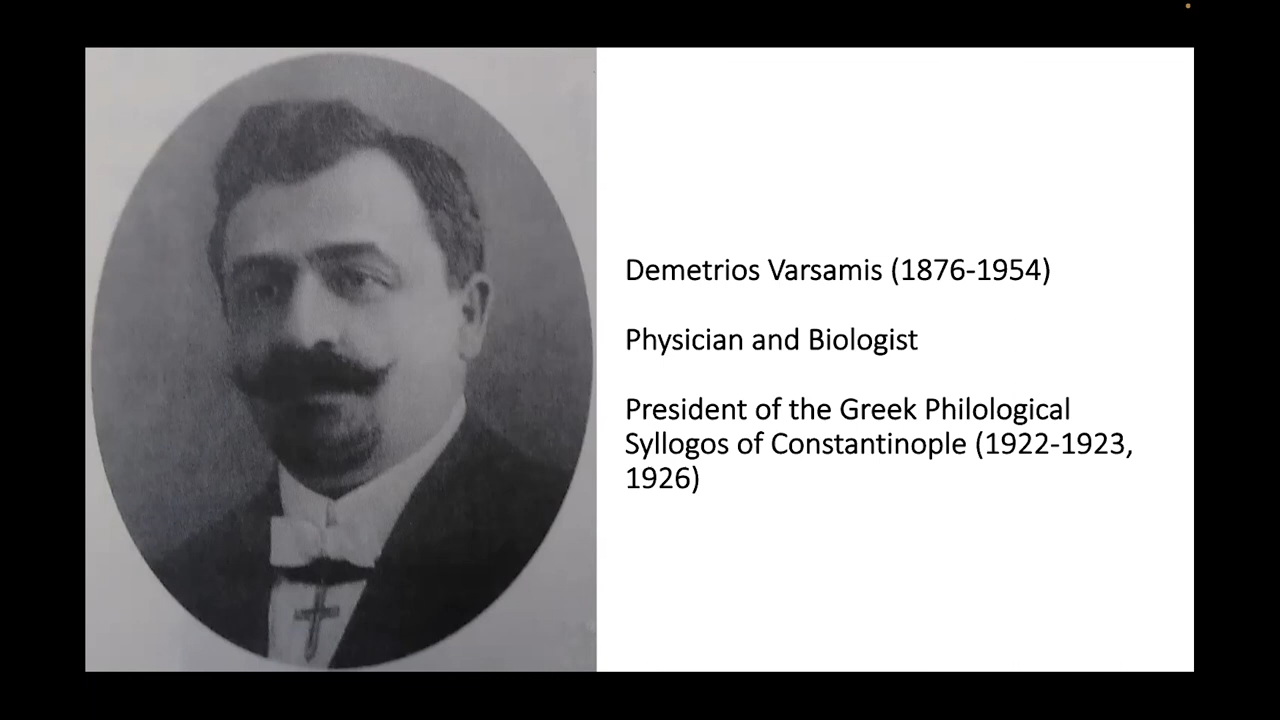 Demetrios Varsamis (1876-1954)
Physician and Biologist
President of the Greek Philological
Syllogos of Constantinople (1922-1923,
1926)